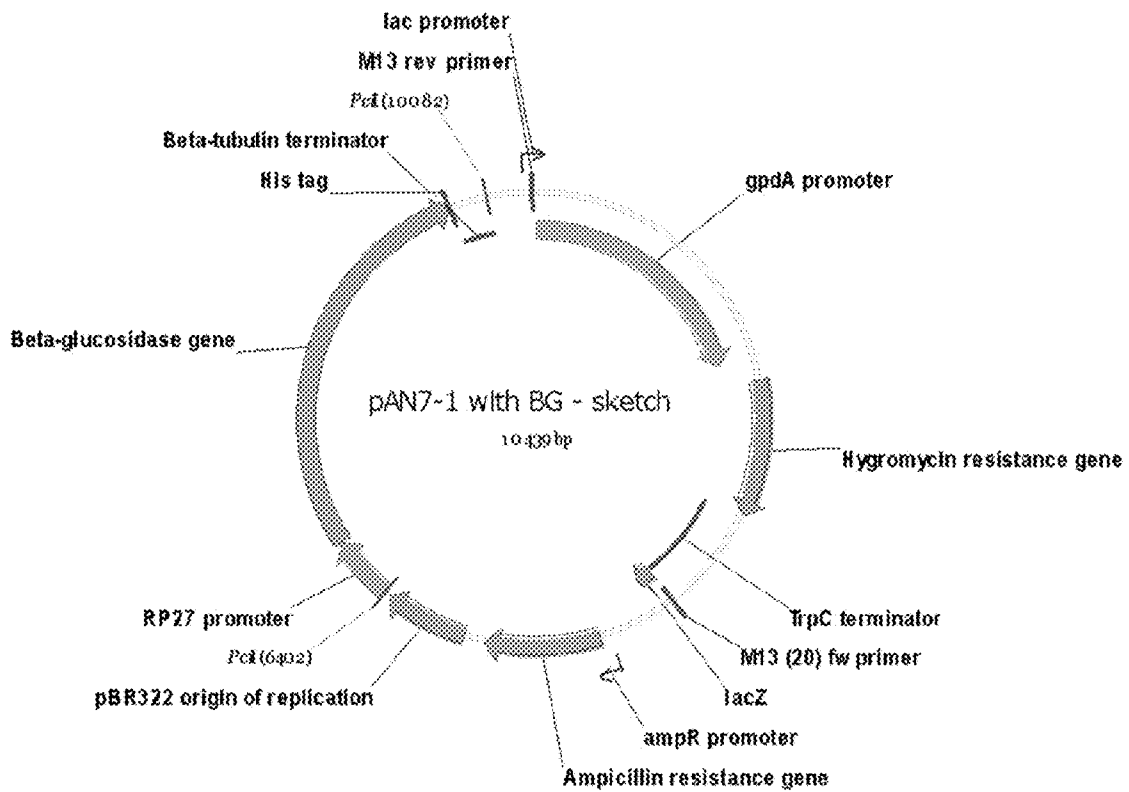 lac promoter
M13 rev primer
PciI (10082)
Beta-tubulin terminator
His tag
gpdA promoter
Beta-glucosidase gene
pAN7-1 with BG - sketch
10439 bp
Hygromycin resistance gene
RP27 promoter
TrpC terminator
PciI (6402)
M13 (20) fw primer
pBR322 origin of replication
lacZ
ampR promoter
Ampicillin resistance gene